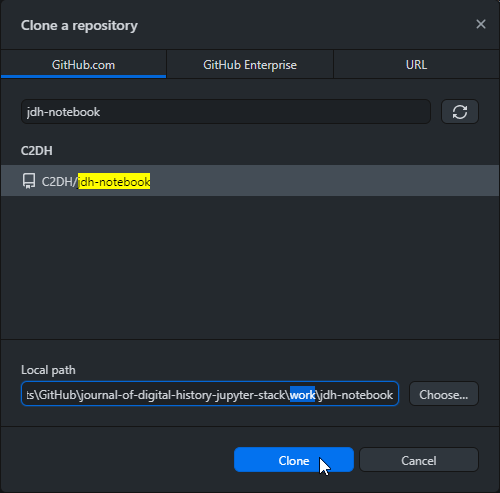 Clone a repository
GitHub.com GitHub Enterprise URL
jdh-notebook
C2DH
C2DH/jdh-notebook
Local path
ts\GitHub\journal-of-digital-history-jupyter-stack\work\jdh-notebook Choose...
Clone Cancel